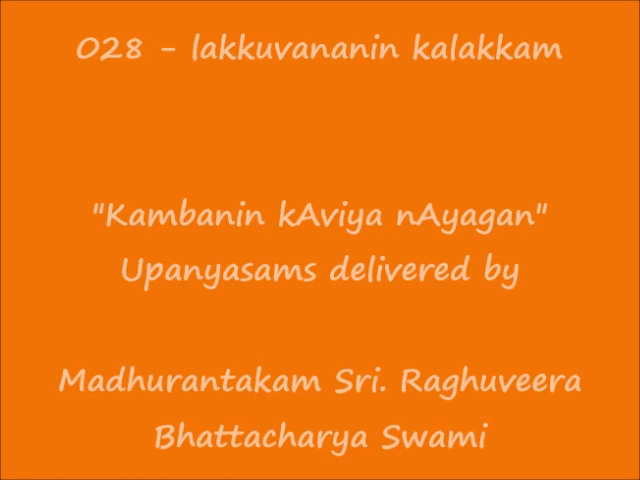 028 - lakkuvananin kalakkam
"Kambanin kAviya nAyagan"
Upanyasams delivered by
Madhurantakam Sri. Raghuveera
Bhattacharya Swami